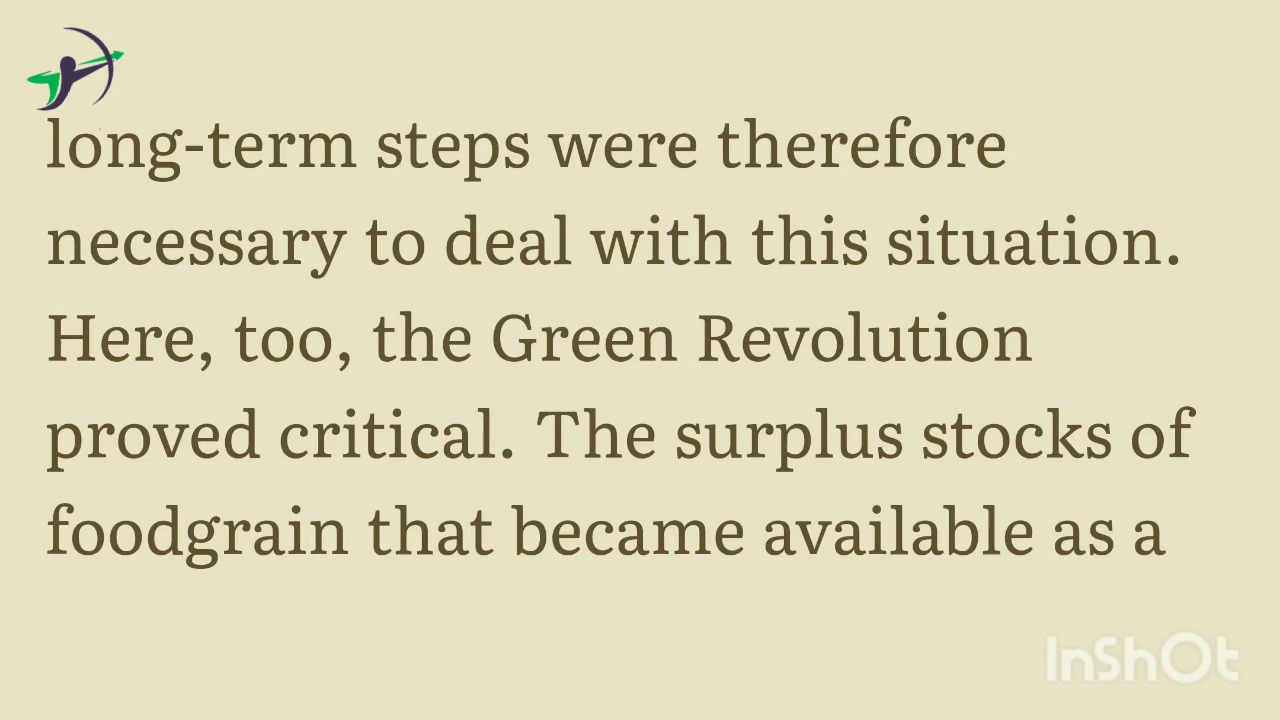 long-term steps were therefore
necessary to deal with this situation.
Here, too, the Green Revolution
proved critical. The surplus stocks of
foodgrain that became available as a
InShOt